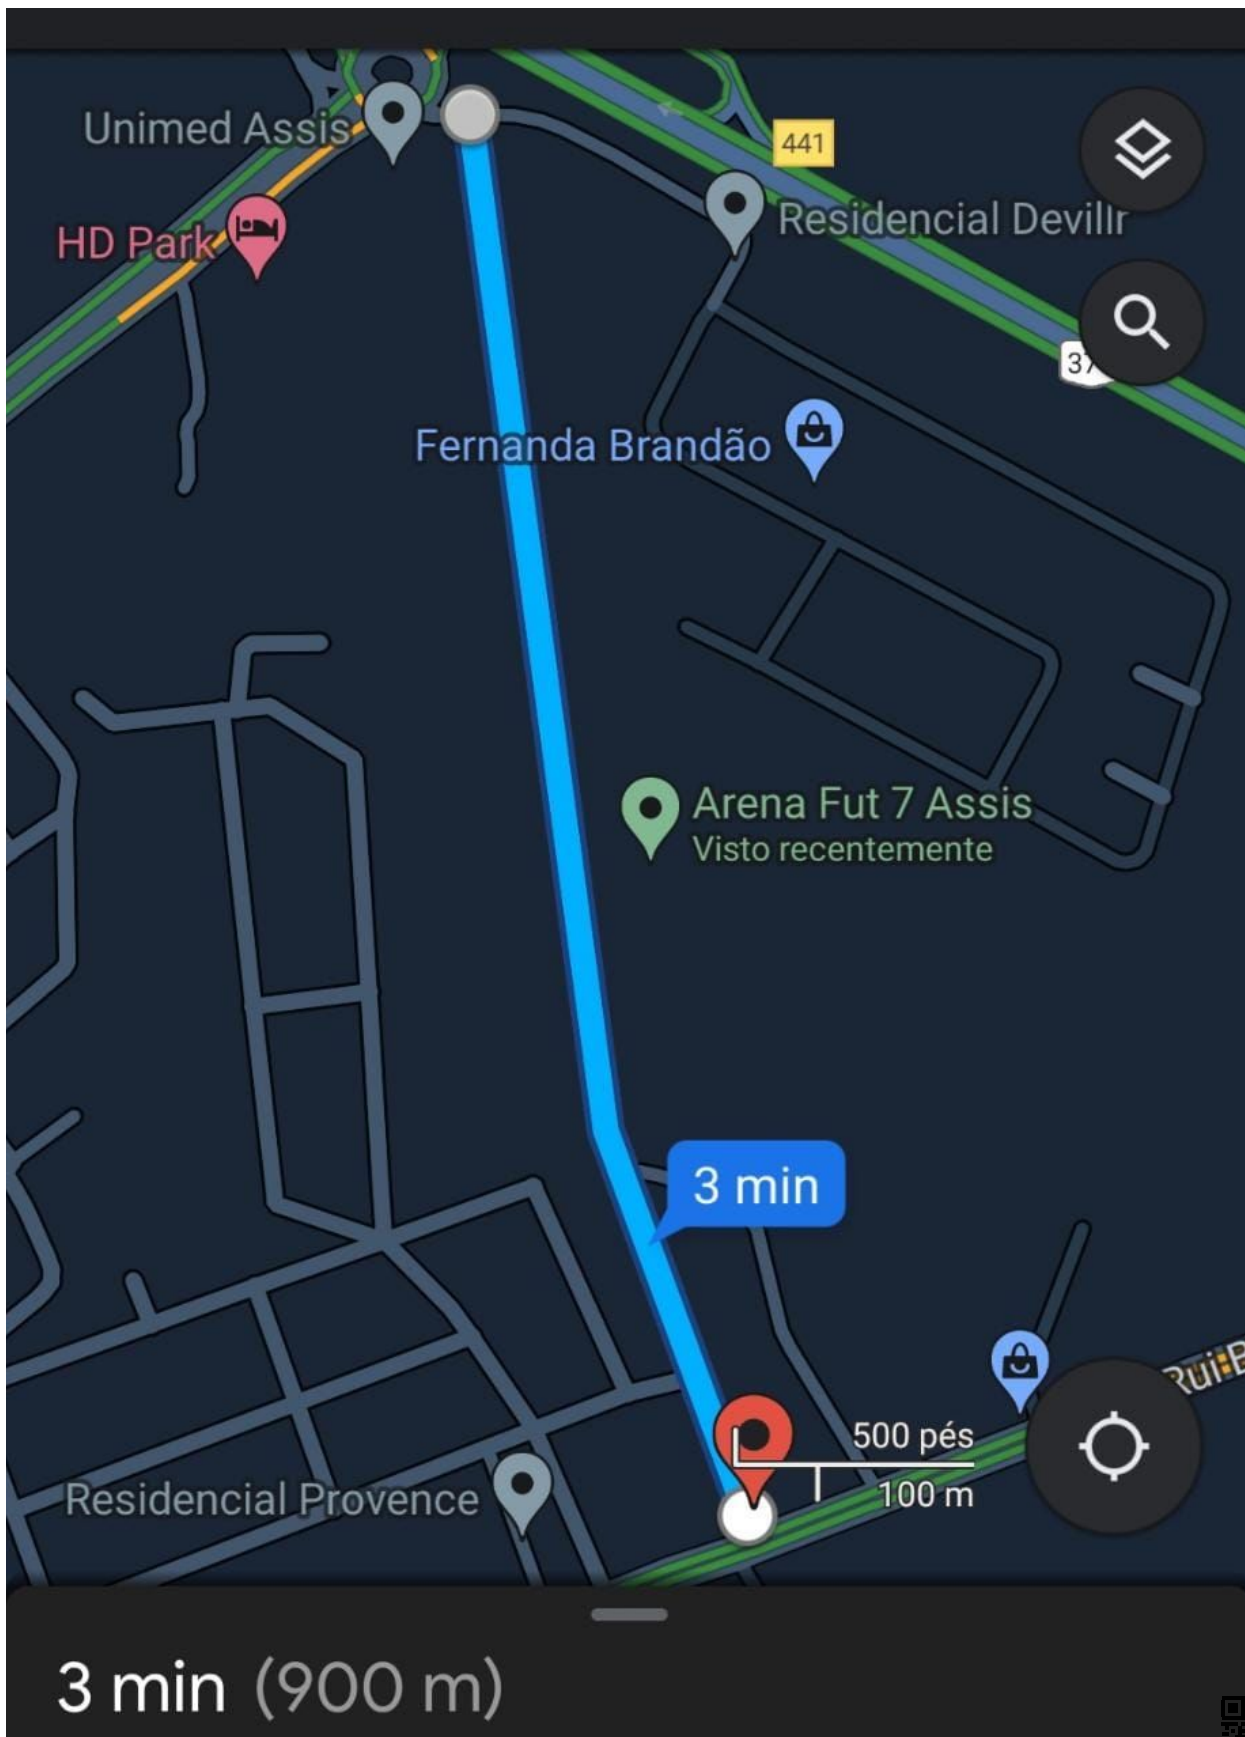 Unimed Assis
441
Residencial Devillr
HD Park
37
Fernanda Brandão
Arena Fut 7 Assis
Visto recentemente
3 min
Rui B
500 pés
100 m
Residencial Provence
3 min (900 m)